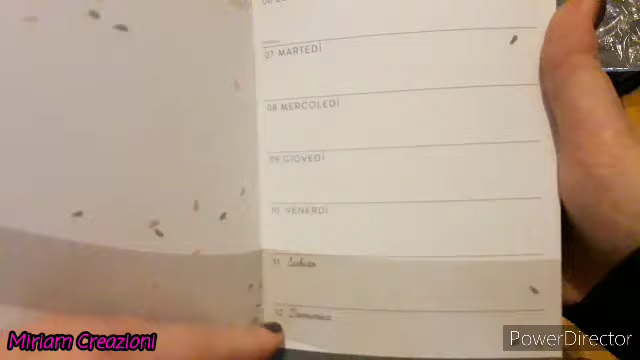 07 MARTEDÌ
08 MERCOLEDÌ
09 GIOVEDÌ
10 VENERDÌ
11 Sabato
12 Domenica
Miriam Creazioni
PowerDirector